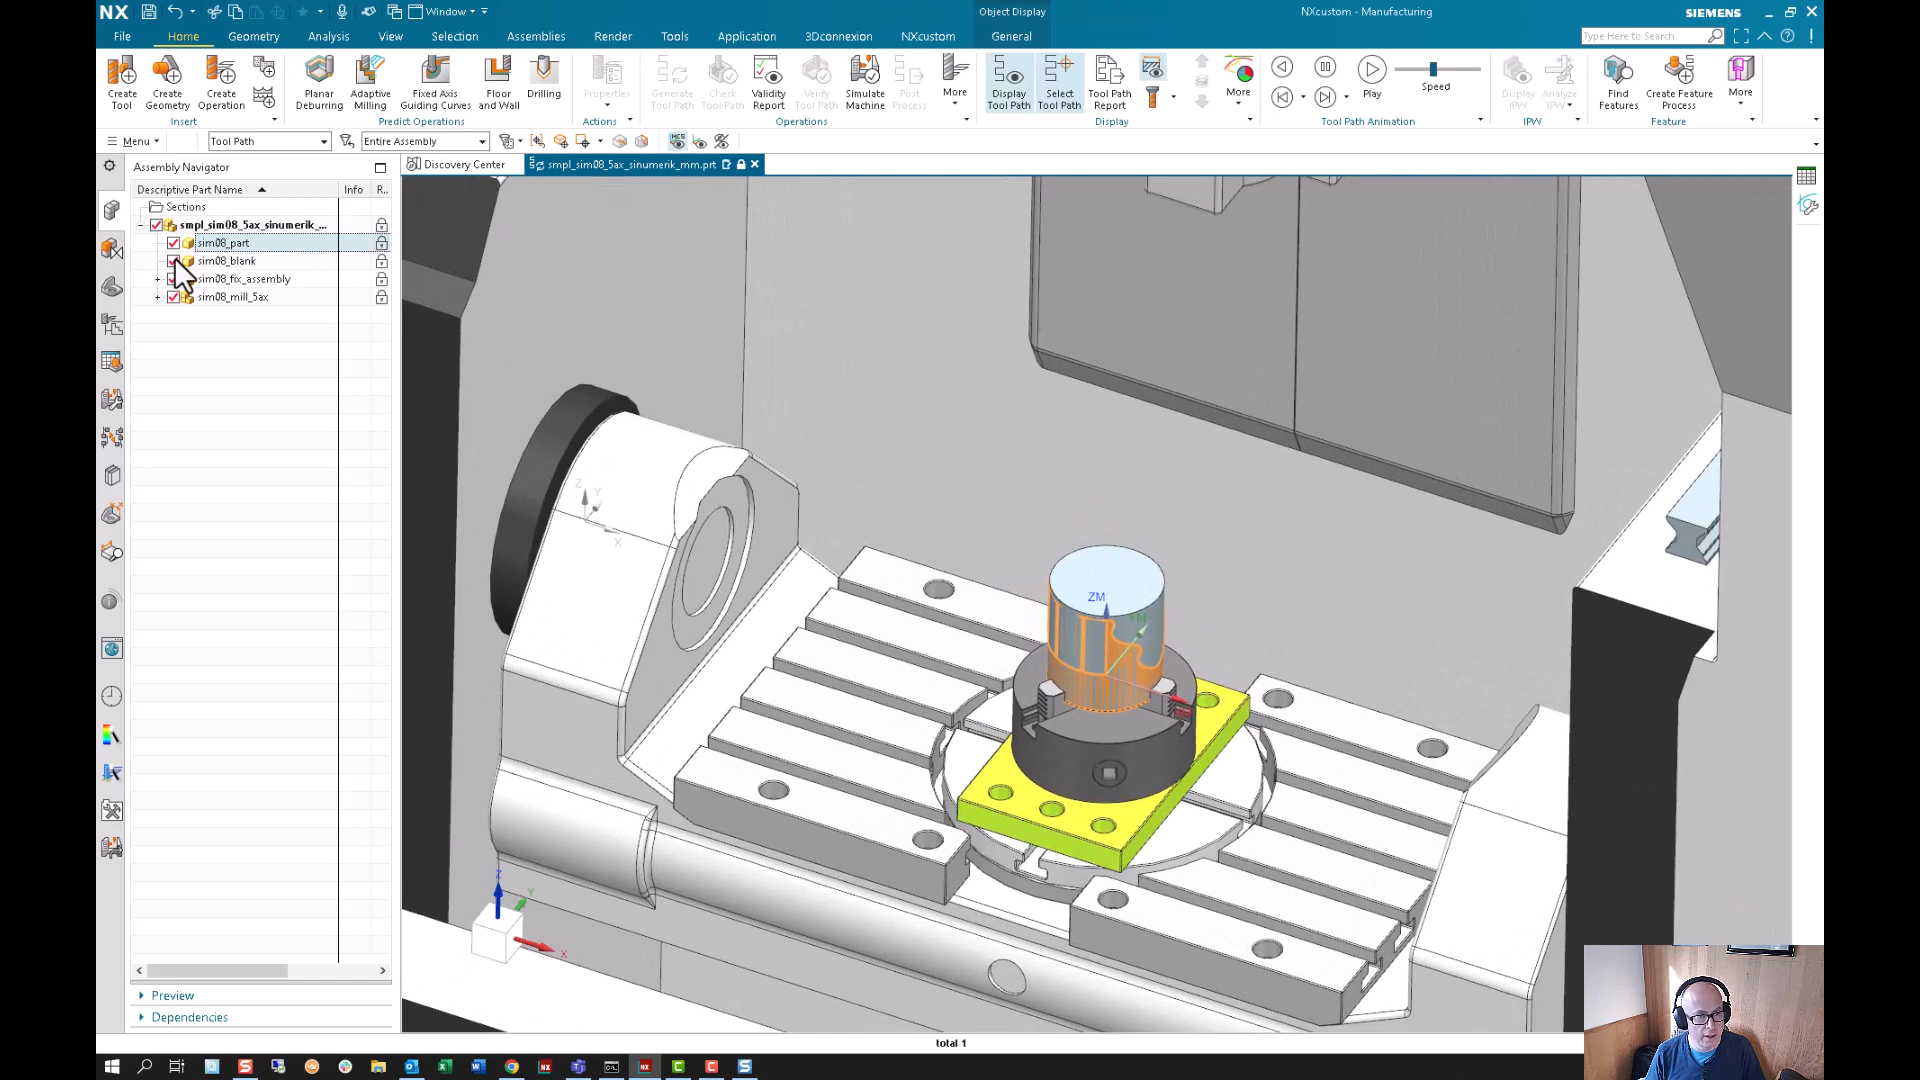 NX
Window
Object Display
NXcustom - Manufacturing
SIEMENS
File
Home
Geometry
Analysis
View
Selection
Assemblies
Render
Tools
Application
3Dconnexion
NXcustom
General
Type Here to Search
Create Tool
Create Geometry
Create Operation
Insert
Planar Deburring
Adaptive Milling
Fixed Axis Guiding Curves
Floor and Wall
Drilling
Predict Operations
Properties
Actions
Generate Tool Path
Check Tool Path
Validity Report
Verify Tool Path
Simulate Machine
Post Process
More
Operations
Display Tool Path
Select Tool Path
Tool Path Report
Display
More
Play
Speed
Tool Path Animation
Display IPW
Analyze IPW
IPW
Find Features
Create Feature Process
More
Feature
Menu
Tool Path
Entire Assembly
MCS
Assembly Navigator
Discovery Center
smpl_sim08_5ax_sinumerik_mm.prt
Descriptive Part Name
Info
R..
Sections
smpl_sim08_5ax_sinumerik_...
sim08_part
sim08_blank
sim08_fix_assembly
sim08_mill_5ax
Z
Y
X
ZM
YM
Z
Y
X
Preview
Dependencies
total 1